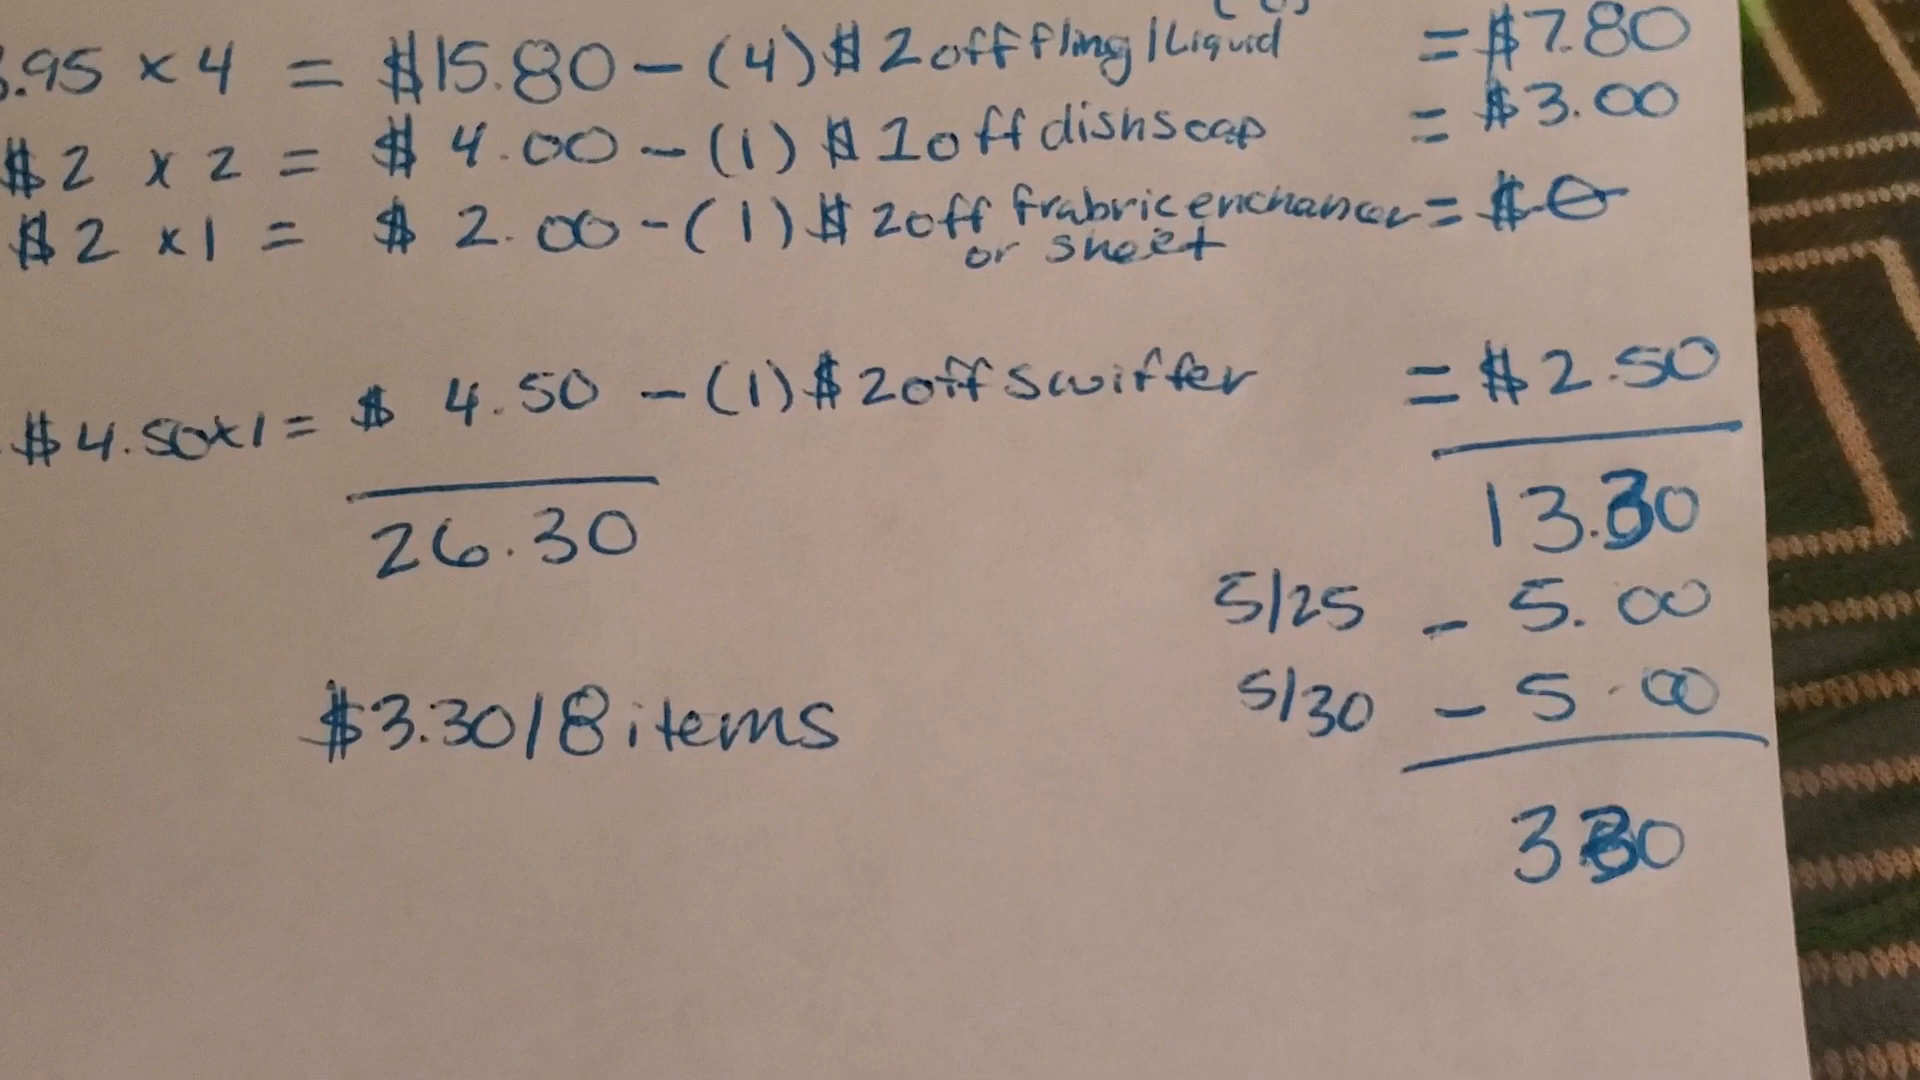 .95 x 4 = $15.80 - (4) $2 off fling/Liquid = $7.80
$2 x 2 = $4.00 - (1) $1 off dishsoap = $3.00
$2 x 1 = $2.00 - (1) $2 off frabric enchancer = $0
or sheet
$4.50x1 = $4.50 - (1) $2 off swiffer = $2.50
26.30
13.30
5/25 - 5.00
5/30 - 5.00
$3.30/8 items
3 30